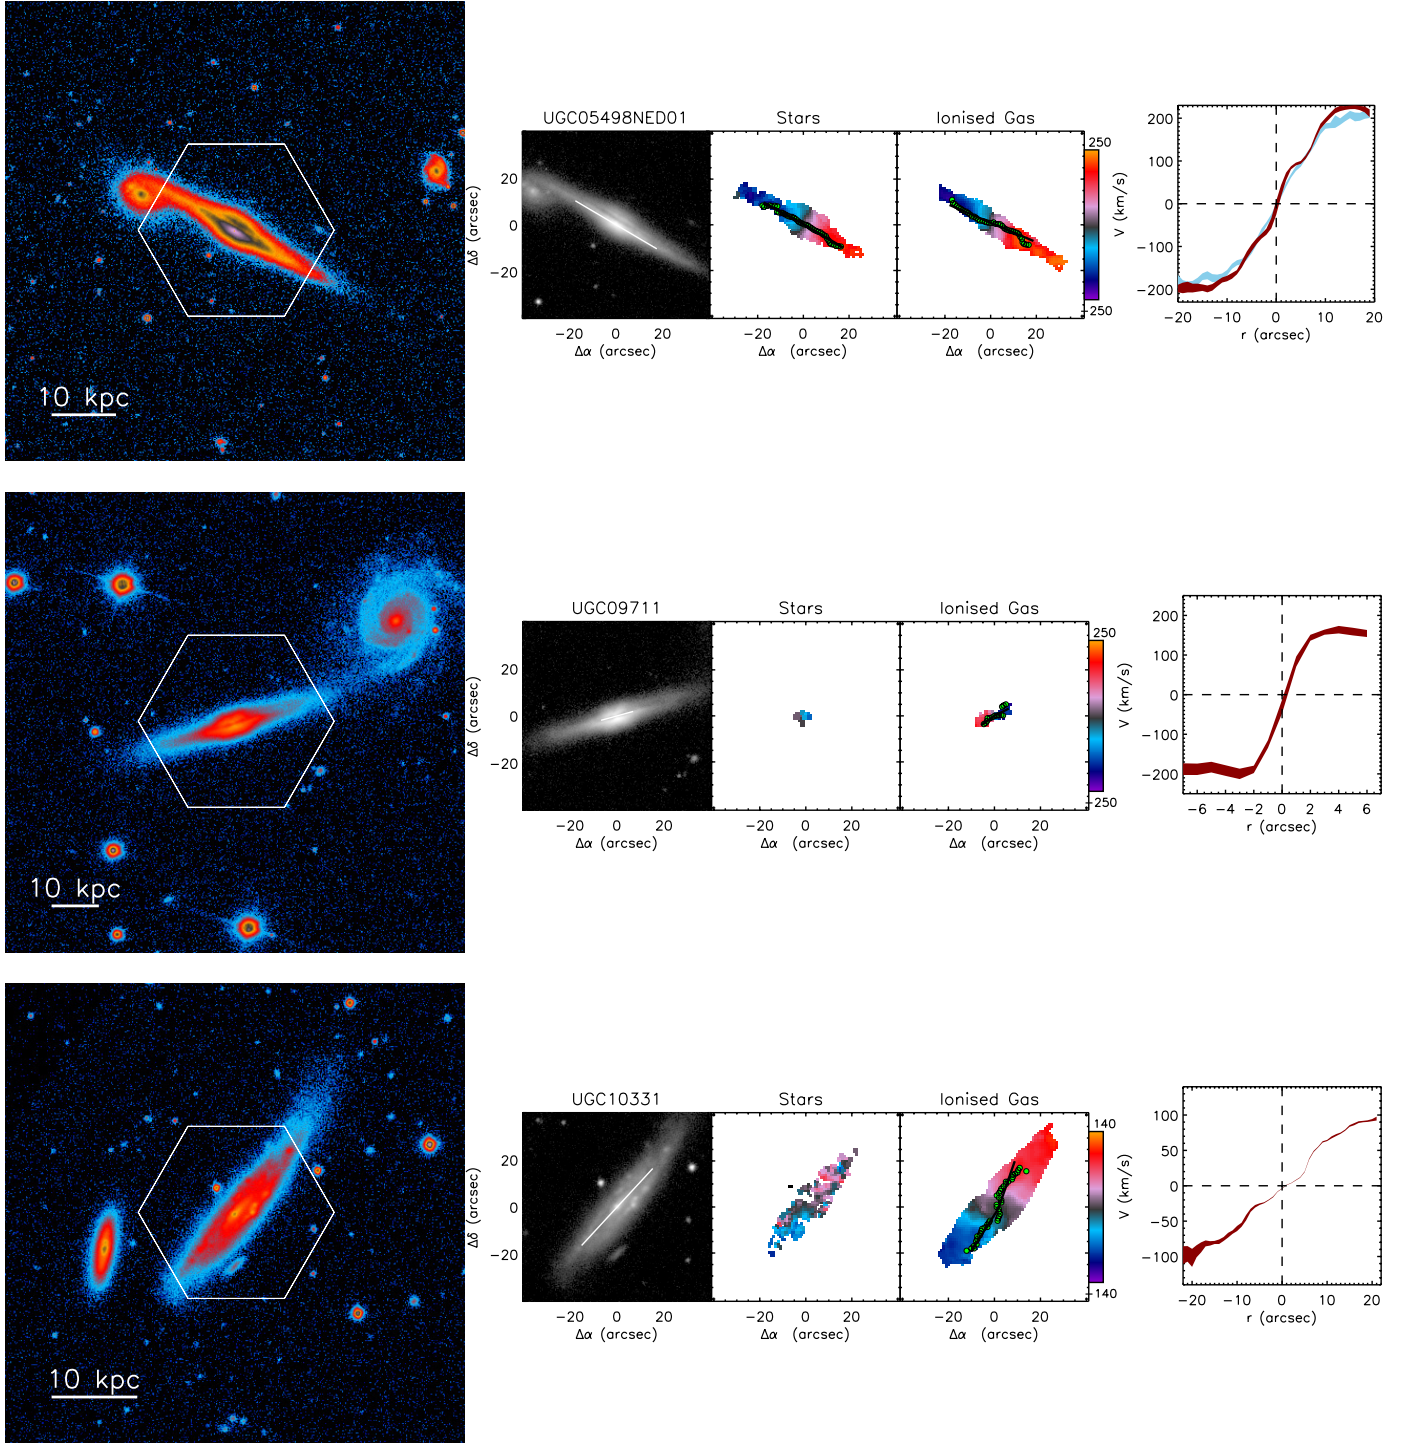 10 kpc
UGC05498NED01 Stars Ionised Gas
20
0
−20
Δδ (arcsec)
−20 0 20 −20 0 20 −20 0 20
Δα (arcsec) Δα (arcsec) Δα (arcsec)
250
V (km/s)
250
200
100
0
−100
−200
−20 −10 0 10 20
r (arcsec)
10 kpc
UGC09711 Stars Ionised Gas
20
0
−20
Δδ (arcsec)
−20 0 20 −20 0 20 −20 0 20
Δα (arcsec) Δα (arcsec) Δα (arcsec)
250
V (km/s)
−250
200
100
0
−100
−200
−6 −4 −2 0 2 4 6
r (arcsec)
10 kpc
UGC10331 Stars Ionised Gas
20
0
−20
Δδ (arcsec)
−20 0 20 −20 0 20 −20 0 20
Δα (arcsec) Δα (arcsec) Δα (arcsec)
140
V (km/s)
−140
100
50
0
−50
−100
−20 −10 0 10 20
r (arcsec)